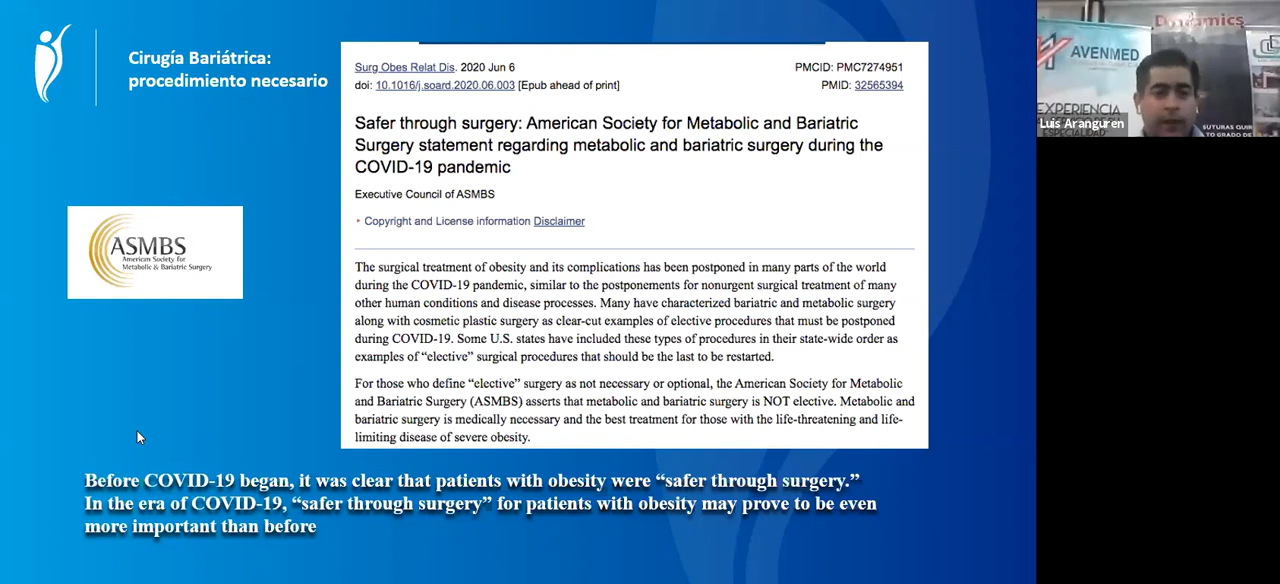 Cirugía Bariátrica:
procedimiento necesario
Surg Obes Relat Dis. 2020 Jun 6
PMCID: PMC7274951
doi: 10.1016/j.soard.2020.06.003 [Epub ahead of print]
PMID: 32565394
Safer through surgery: American Society for Metabolic and Bariatric
Surgery statement regarding metabolic and bariatric surgery during the
COVID-19 pandemic
Executive Council of ASMBS
Copyright and License information Disclaimer
The surgical treatment of obesity and its complications has been postponed in many parts of the world
during the COVID-19 pandemic, similar to the postponements for nonurgent surgical treatment of many
other human conditions and disease processes. Many have characterized bariatric and metabolic surgery
along with cosmetic plastic surgery as clear-cut examples of elective procedures that must be postponed
during COVID-19. Some U.S. states have included these types of procedures in their state-wide order as
examples of “elective” surgical procedures that should be the last to be restarted.
For those who define “elective” surgery as not necessary or optional, the American Society for Metabolic
and Bariatric Surgery (ASMBS) asserts that metabolic and bariatric surgery is NOT elective. Metabolic and
bariatric surgery is medically necessary and the best treatment for those with the life-threatening and life-
limiting disease of severe obesity.
ASMBS
American Society for
Metabolic & Bariatric Surgery
Before COVID-19 began, it was clear that patients with obesity were “safer through surgery.”
In the era of COVID-19, “safer through surgery” for patients with obesity may prove to be even
more important than before
Dynamics
AVENMED
EXPERIENCIA
Luis Aranguren
ESPECIALIDAD
SUTURAS QUIR
TO GRADO DE